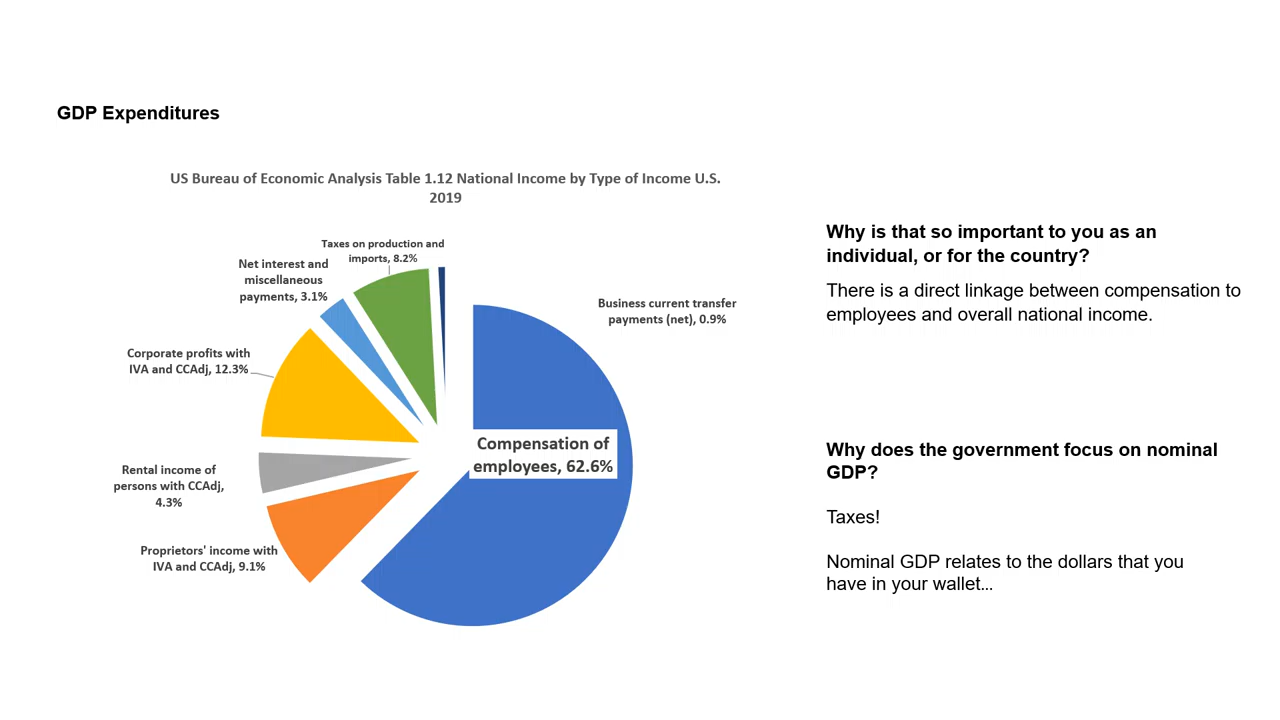 GDP Expenditures
US Bureau of Economic Analysis Table 1.12 National Income by Type of Income U.S.
2019
Taxes on production and
imports, 8.2%
Net interest and
miscellaneous
payments, 3.1%
Business current transfer
payments (net), 0.9%
Corporate profits with
IVA and CCAdj, 12.3%
Compensation of
employees, 62.6%
Rental income of
persons with CCAdj,
4.3%
Proprietors' income with
IVA and CCAdj, 9.1%
Why is that so important to you as an
individual, or for the country?
There is a direct linkage between compensation to
employees and overall national income.
Why does the government focus on nominal
GDP?
Taxes!
Nominal GDP relates to the dollars that you
have in your wallet…